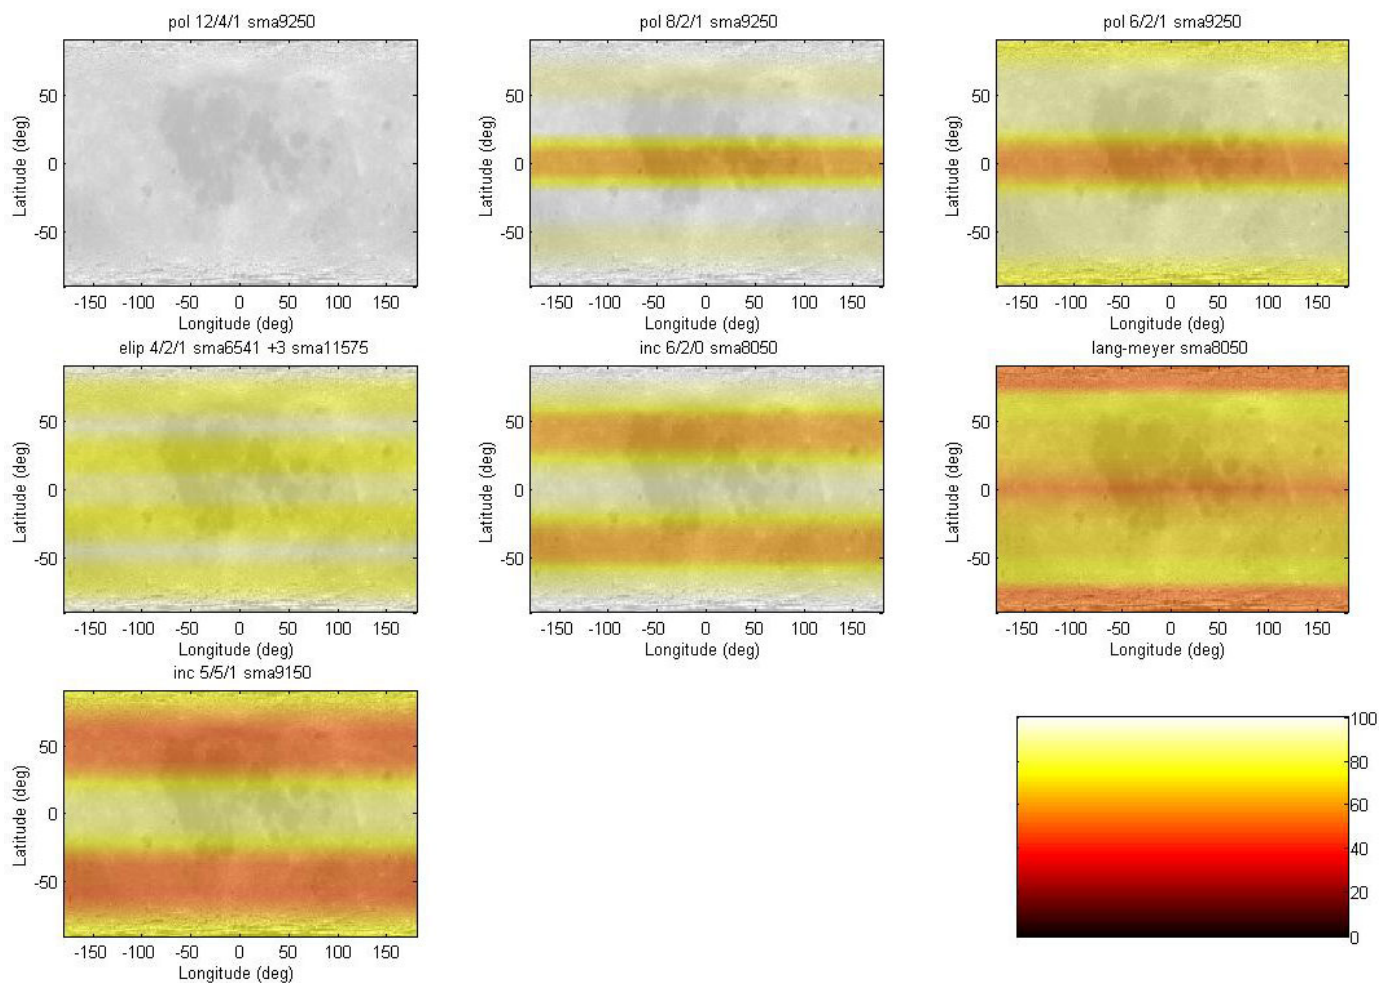 pol 12/4/1 sma9250
pol 8/2/1 sma9250
pol 6/2/1 sma9250
Latitude (deg)
50
0
-50
-150 -100 -50 0 50 100 150
Longitude (deg)
Latitude (deg)
50
0
-50
-150 -100 -50 0 50 100 150
Longitude (deg)
Latitude (deg)
50
0
-50
-150 -100 -50 0 50 100 150
Longitude (deg)
elip 4/2/1 sma6541 +3 sma11575
inc 6/2/0 sma8050
lang-meyer sma8050
Latitude (deg)
50
0
-50
-150 -100 -50 0 50 100 150
Longitude (deg)
Latitude (deg)
50
0
-50
-150 -100 -50 0 50 100 150
Longitude (deg)
Latitude (deg)
50
0
-50
-150 -100 -50 0 50 100 150
Longitude (deg)
inc 5/5/1 sma9150
Latitude (deg)
50
0
-50
-150 -100 -50 0 50 100 150
Longitude (deg)
100
80
60
40
20
0